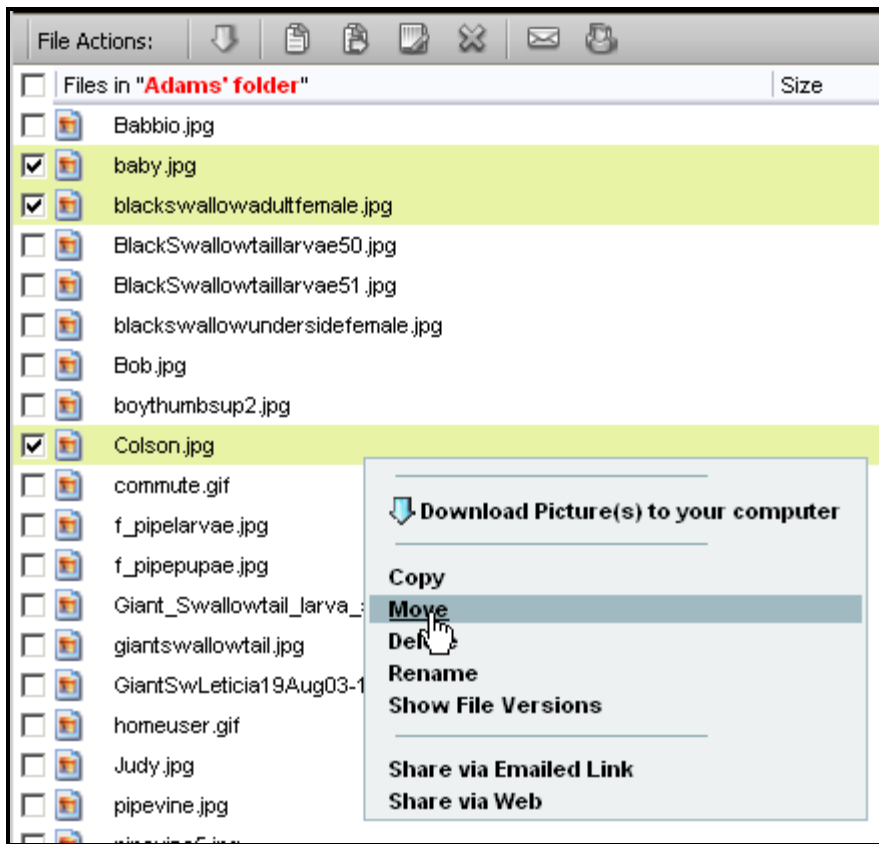 File Actions:
Files in "Adams' folder" Size
Babbio.jpg
baby.jpg
blackswallowadultfemale.jpg
BlackSwallowtaillarvae50.jpg
BlackSwallowtaillarvae51.jpg
blackswallowundersidefemale.jpg
Bob.jpg
boythumbsup2.jpg
Colson.jpg
commute.gif
f_pipelarvae.jpg
f_pipepupae.jpg
Giant_Swallowtail_larva_
giantswallowtail.jpg
GiantSwLeticia19Aug03-1
homeuser.gif
Judy.jpg
pipevine.jpg
Download Picture(s) to your computer
Copy
Move
Rename
Show File Versions
Share via Emailed Link
Share via Web